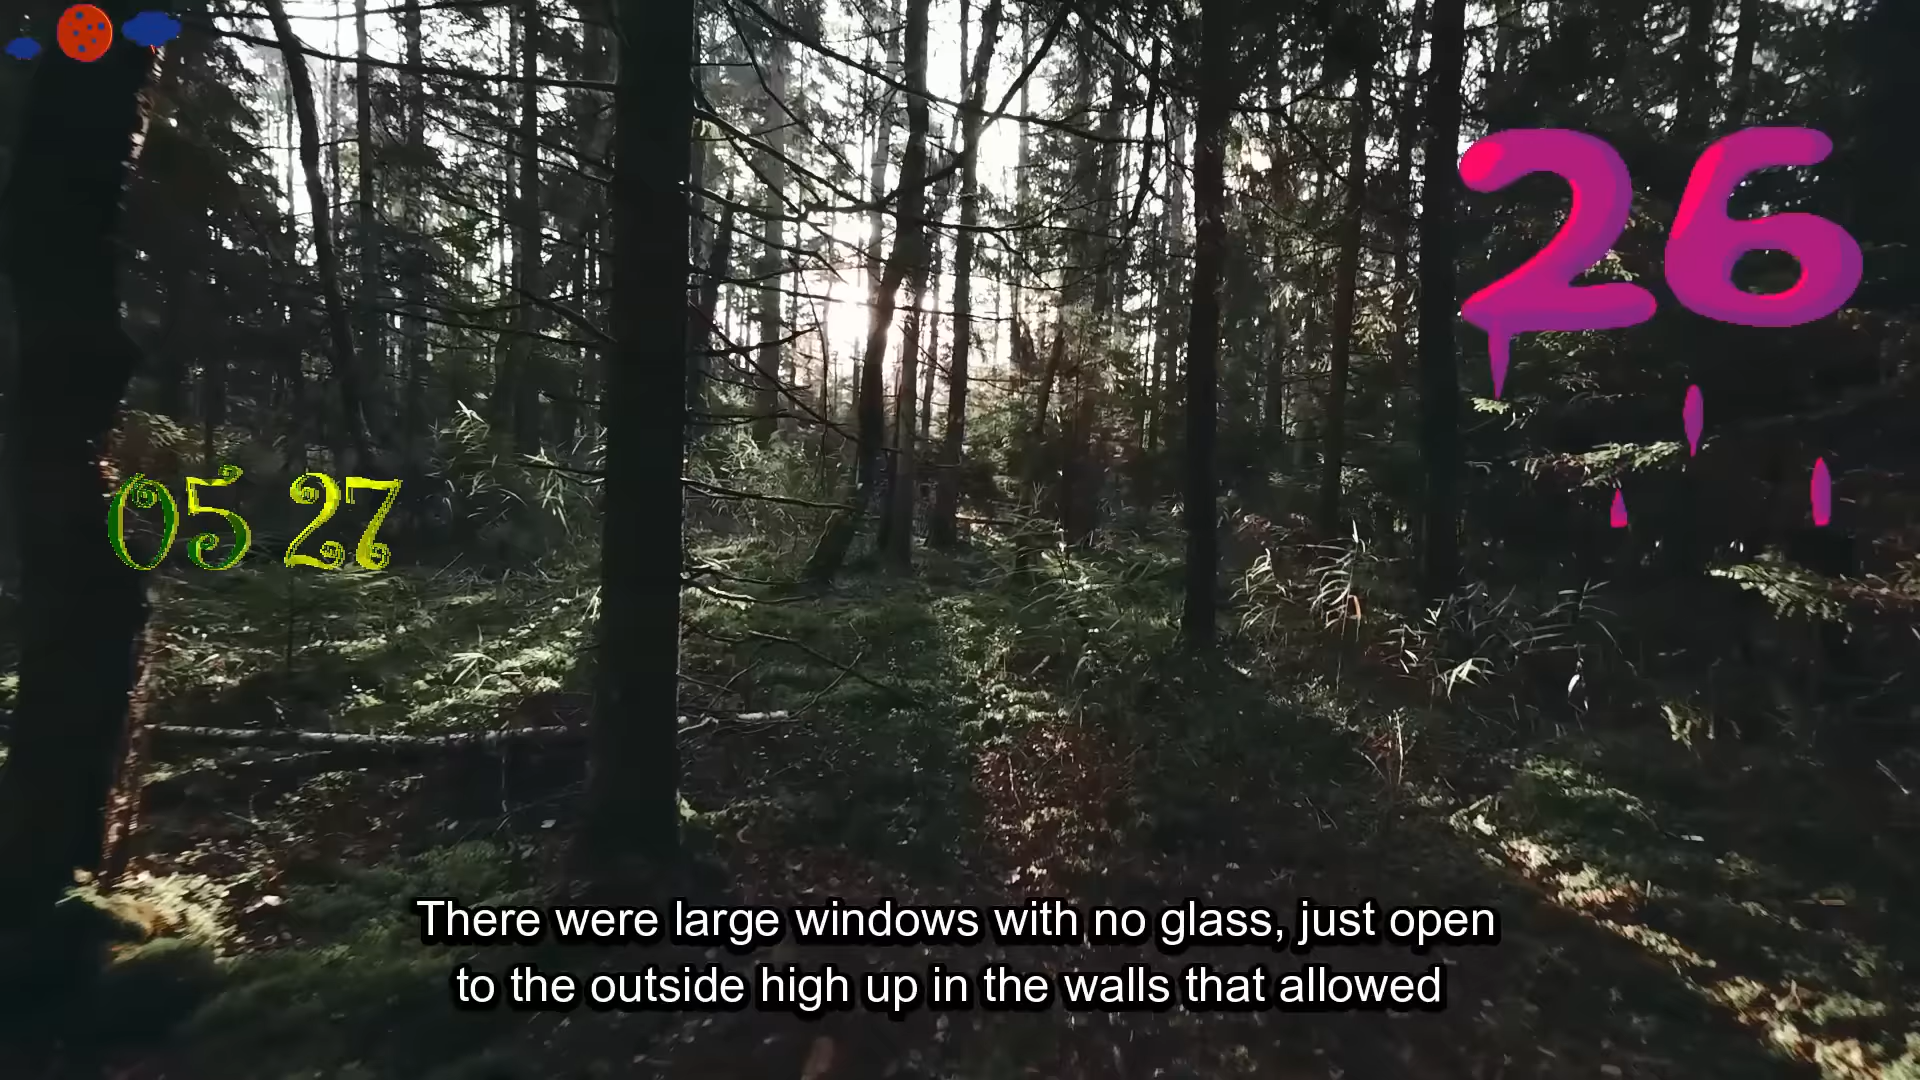 26
05 27
There were large windows with no glass, just open
to the outside high up in the walls that allowed